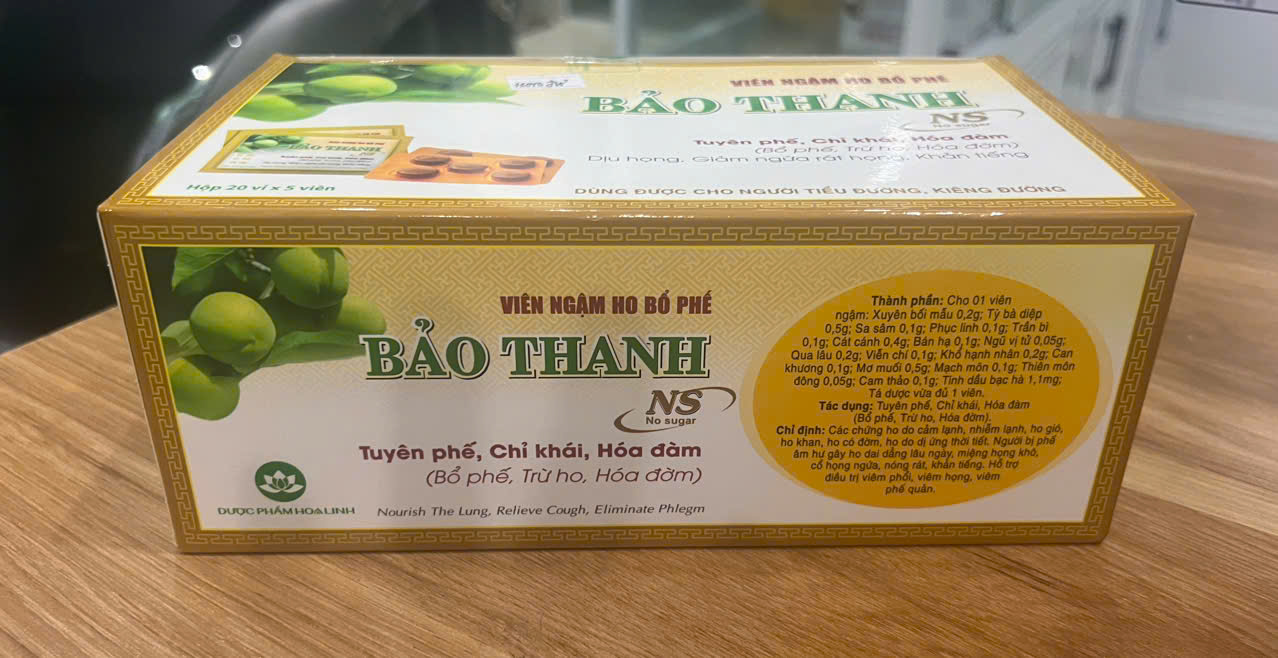 VIÊN NGẬM HO BỔ PHẾ
BẢO THANH
NS
No sugar
Tuyên phế, Chỉ khái, Hóa đàm
(Bổ phế, Trừ ho, Hóa đờm)
Dịu họng, Giảm ngứa rát họng, Khản tiếng
DÙNG ĐƯỢC CHO NGƯỜI TIỂU ĐƯỜNG, KIÊNG ĐƯỜNG
BẢO THANH
Hộp 20 vỉ x 5 viên
VIÊN NGẬM HO BỔ PHẾ
BẢO THANH
NS
No sugar
Tuyên phế, Chỉ khái, Hóa đàm
(Bổ phế, Trừ ho, Hóa đờm)
Nourish The Lung, Relieve Cough, Eliminate Phlegm
DƯỢC PHẨM HOA LINH
Thành phần: Cho 01 viên
ngậm: Xuyên bối mẫu 0,2g; Tỳ bà diệp
0,5g; Sa sâm 0,1g; Phục linh 0,1g; Trần bì
0,1g; Cát cánh 0,4g; Bán hạ 0,1g; Ngũ vị tử 0,05g;
Qua lâu 0,2g; Viễn chí 0,1g; Khổ hạnh nhân 0,2g; Can
khương 0,1g; Mơ muối 0,5g; Mạch môn 0,1g; Thiên môn
đông 0,05g; Cam thảo 0,1g; Tinh dầu bạc hà 1,1mg;
Tá dược vừa đủ 1 viên.
Tác dụng: Tuyên phế, Chỉ khái, Hóa đàm
(Bổ phế, Trừ ho, Hóa đờm).
Chỉ định: Các chứng ho do cảm lạnh, nhiễm lạnh, ho gió,
ho khan, ho có đờm, ho do dị ứng thời tiết. Người bị phế
âm hư gây ho dai dẳng lâu ngày, miệng họng khô,
cổ họng ngứa, nóng rát, khản tiếng. Hỗ trợ
điều trị viêm phổi, viêm họng, viêm
phế quản.